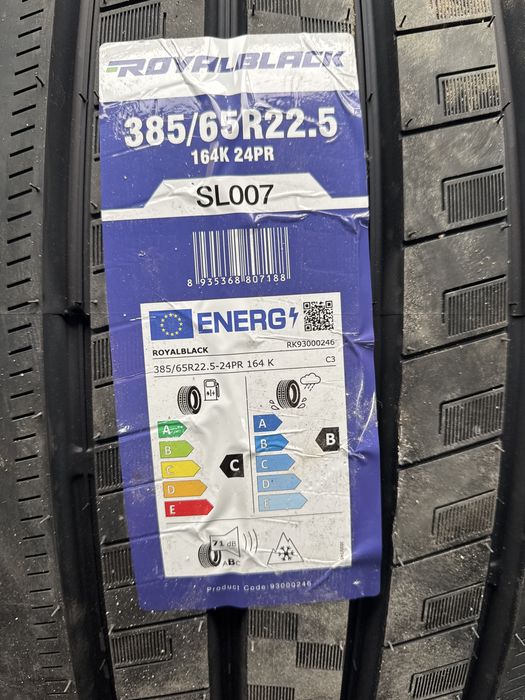 ROYALBLACK
385/65R22.5
164K 24PR
SL007
8 935368 807188
ENERG
ROYALBLACK RK93000246
385/65R22.5-24PR 164 K C3
A A
B B B
C C C
D D
E E
71 dB
ABC
Product Code:93000246